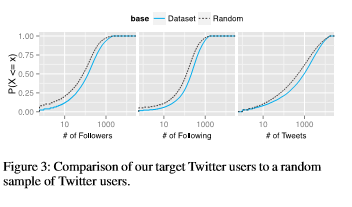 base Dataset Random
P(X <= x)
1.00
0.75
0.50
0.25
0.00
10 1000 10 1000 10 1000
# of Followers # of Following # of Tweets
Figure 3: Comparison of our target Twitter users to a random
sample of Twitter users.